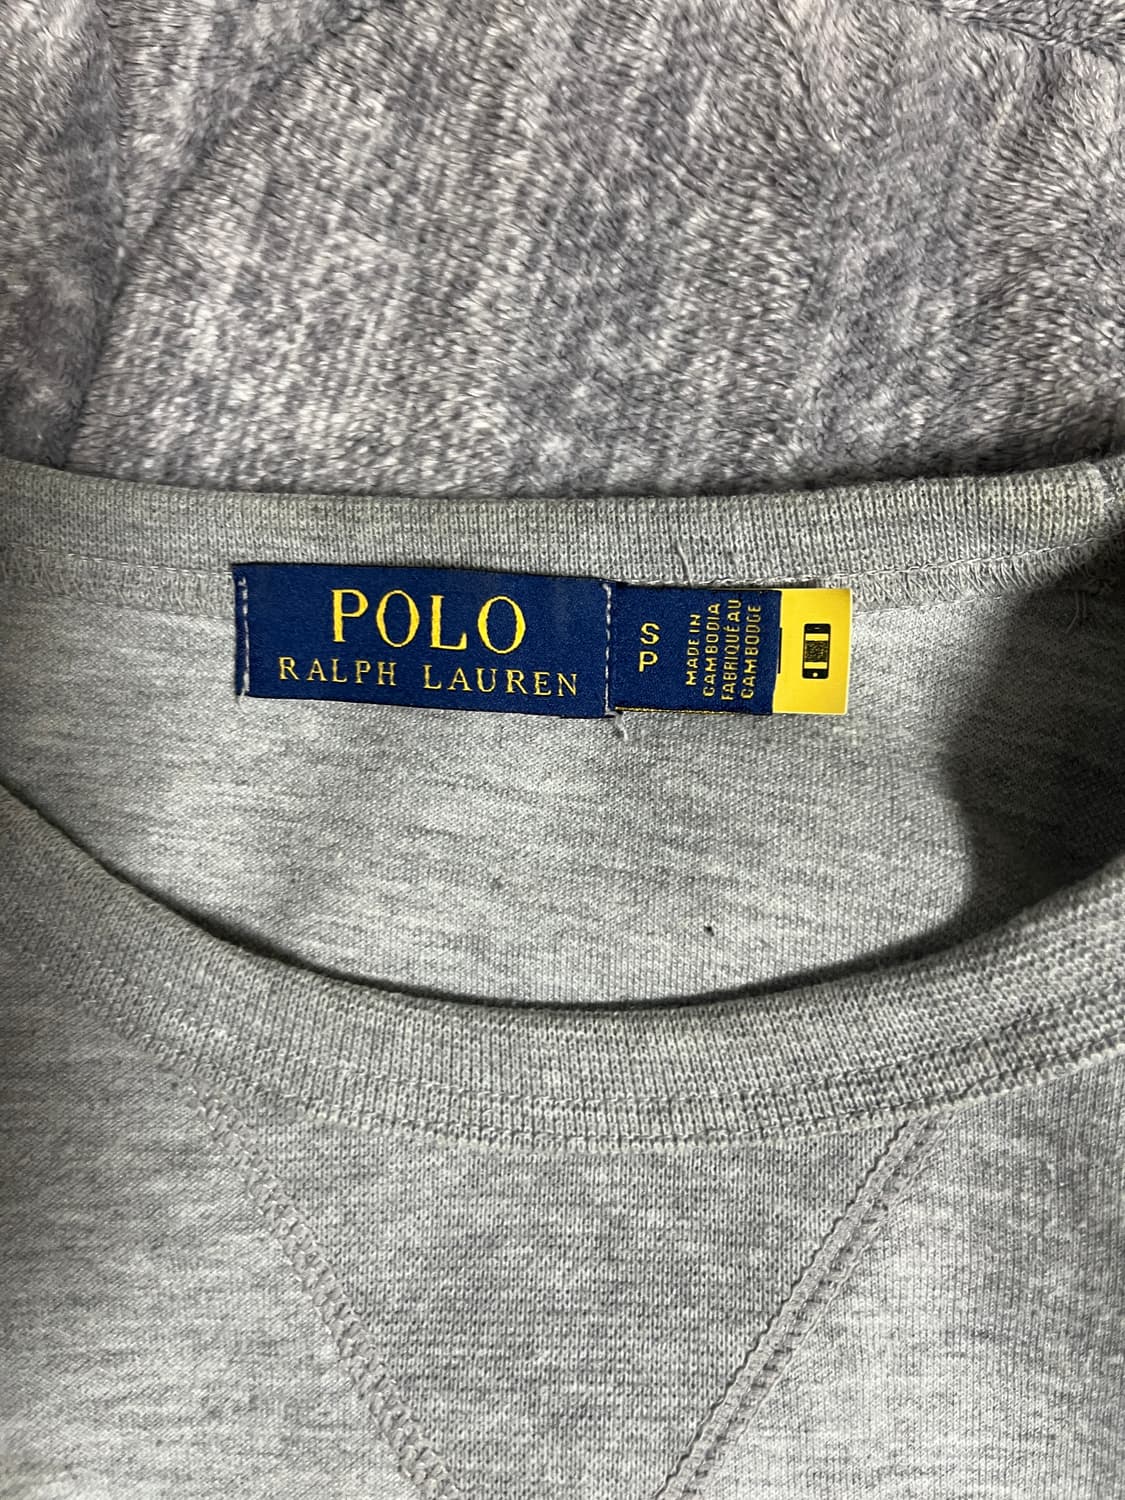 POLO
RALPH LAUREN
S
P
MADE IN
CAMBODIA
FABRIQUÉ AU
CAMBODGE